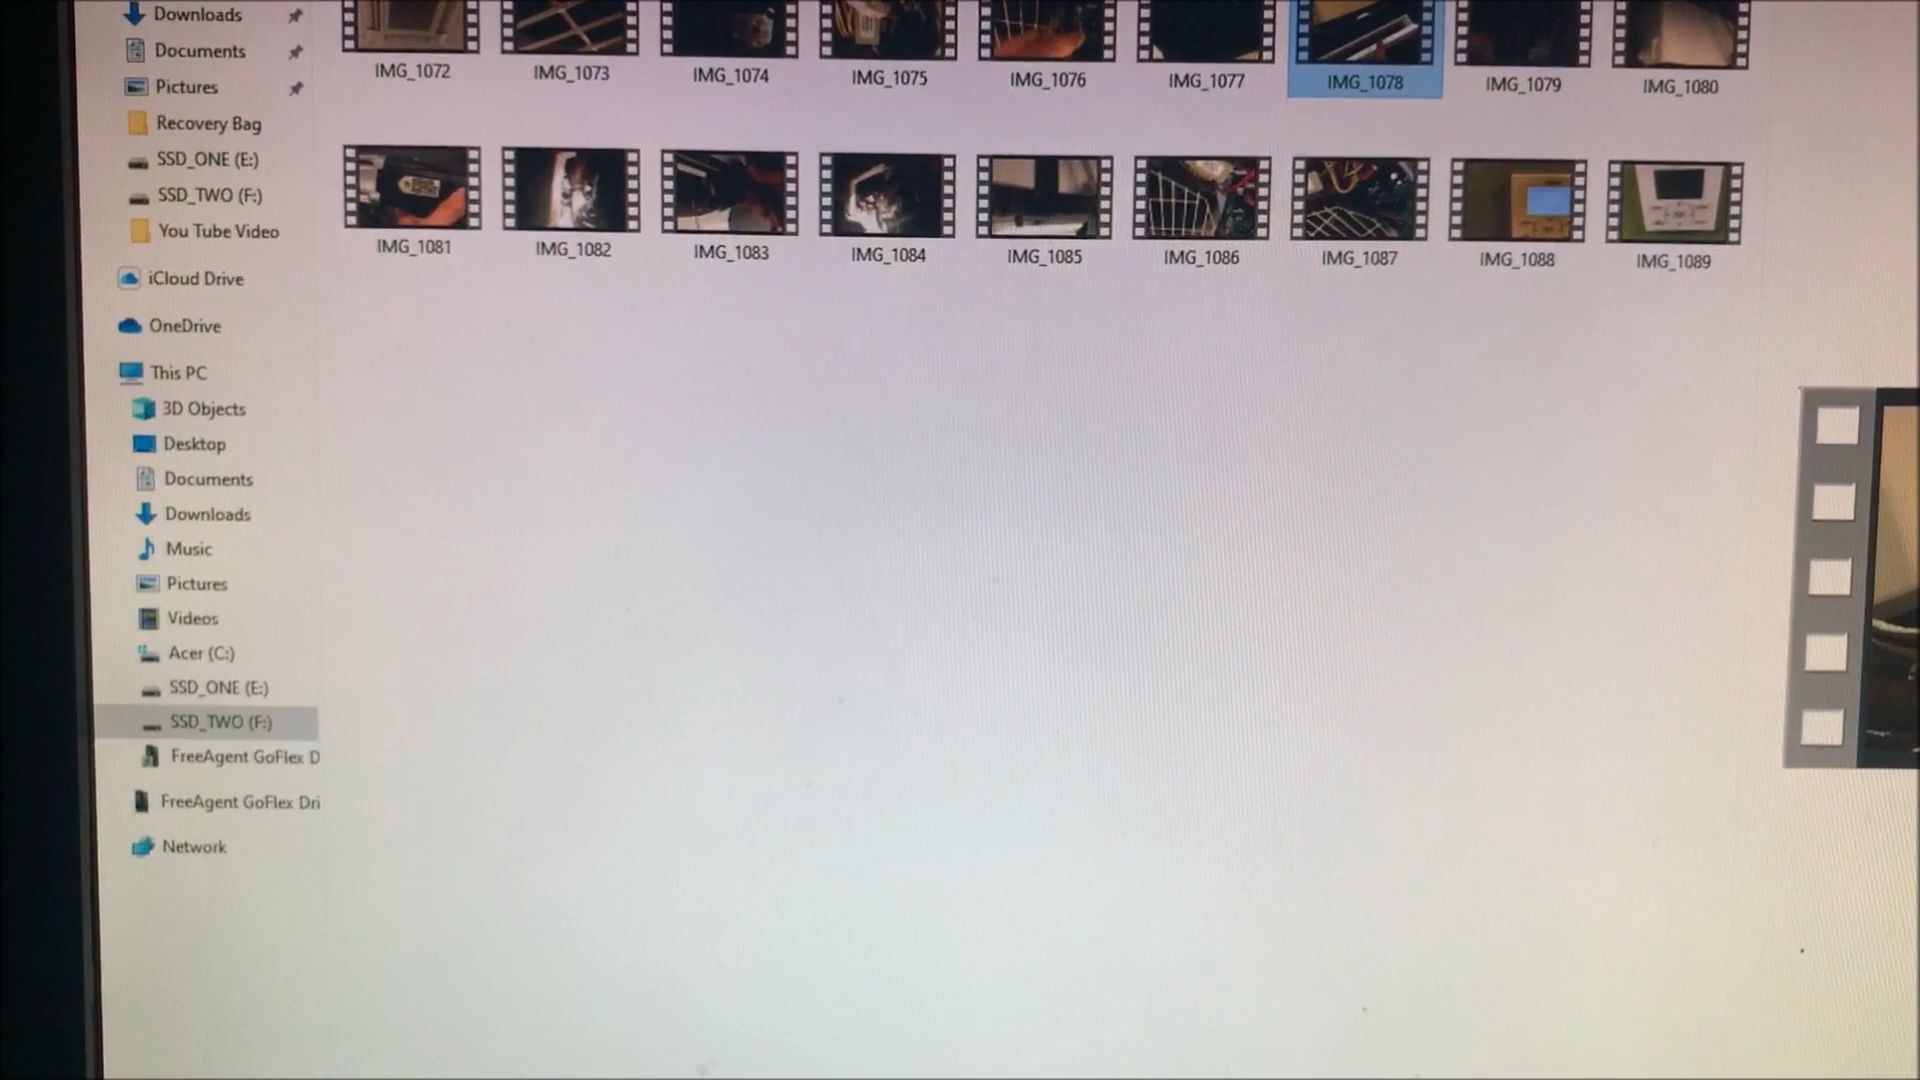 Downloads
Documents
Pictures
Recovery Bag
SSD_ONE (E:)
SSD_TWO (F:)
You Tube Video
iCloud Drive
OneDrive
This PC
3D Objects
Desktop
Documents
Downloads
Music
Pictures
Videos
Acer (C:)
SSD_ONE (E:)
SSD_TWO (F:)
FreeAgent GoFlex D
FreeAgent GoFlex Dri
Network
IMG_1072 IMG_1073 IMG_1074 IMG_1075 IMG_1076 IMG_1077 IMG_1078 IMG_1079 IMG_1080
IMG_1081 IMG_1082 IMG_1083 IMG_1084 IMG_1085 IMG_1086 IMG_1087 IMG_1088 IMG_1089